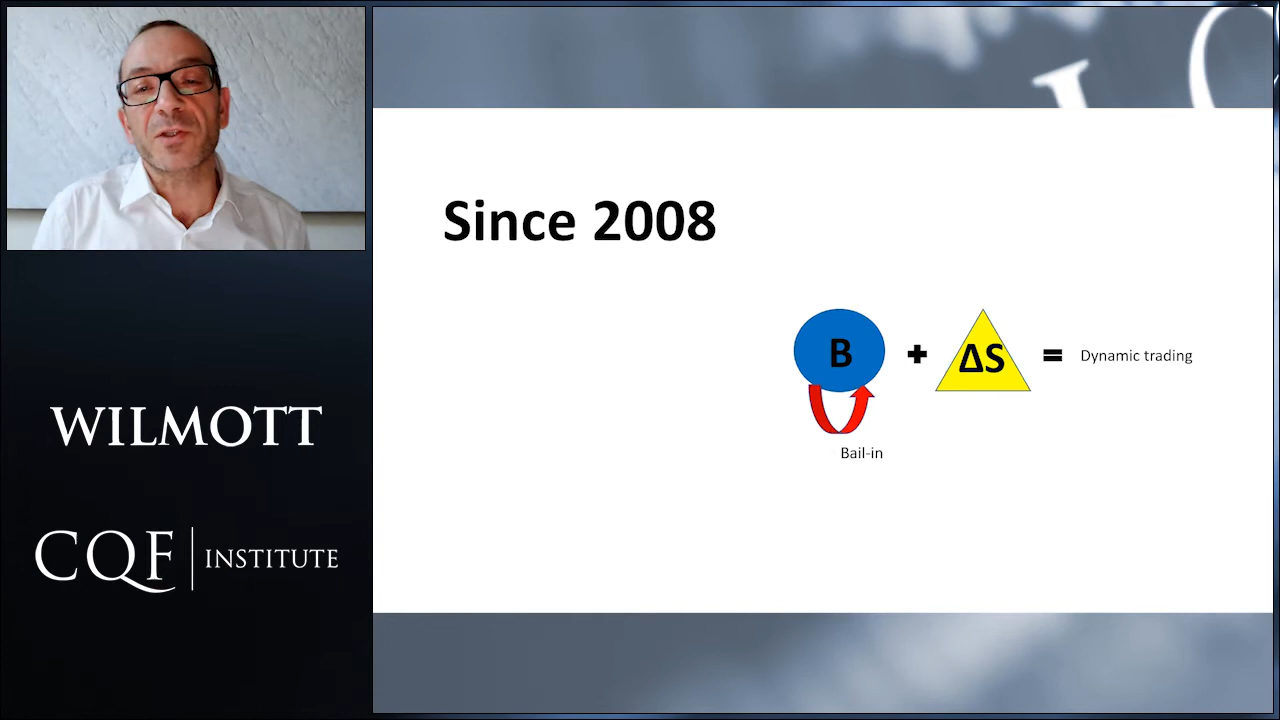 Since 2008
B
ΔS
Dynamic trading
Bail-in
WILMOTT
CQF INSTITUTE